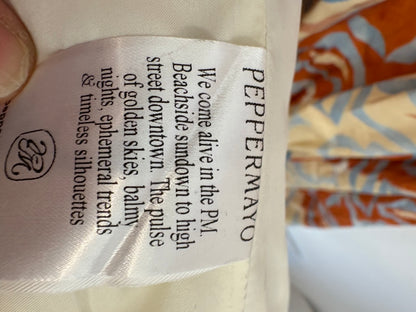 PEPPERMAYO
We come alive in the PM.
Beachside sundown to high
street downtown. The pulse
of golden skies, balmy
nights, ephemeral trends
& timeless silhouettes